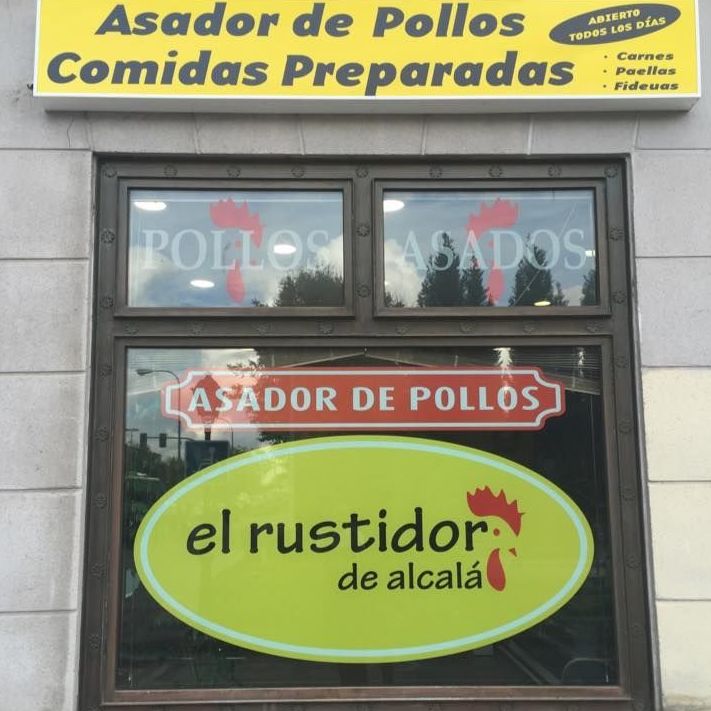 Asador de Pollos
Comidas Preparadas
ABIERTO
TODOS LOS DÍAS
· Carnes
· Paellas
· Fideuas
POLLOS ASADOS
ASADOR DE POLLOS
el rustidor
de alcalá